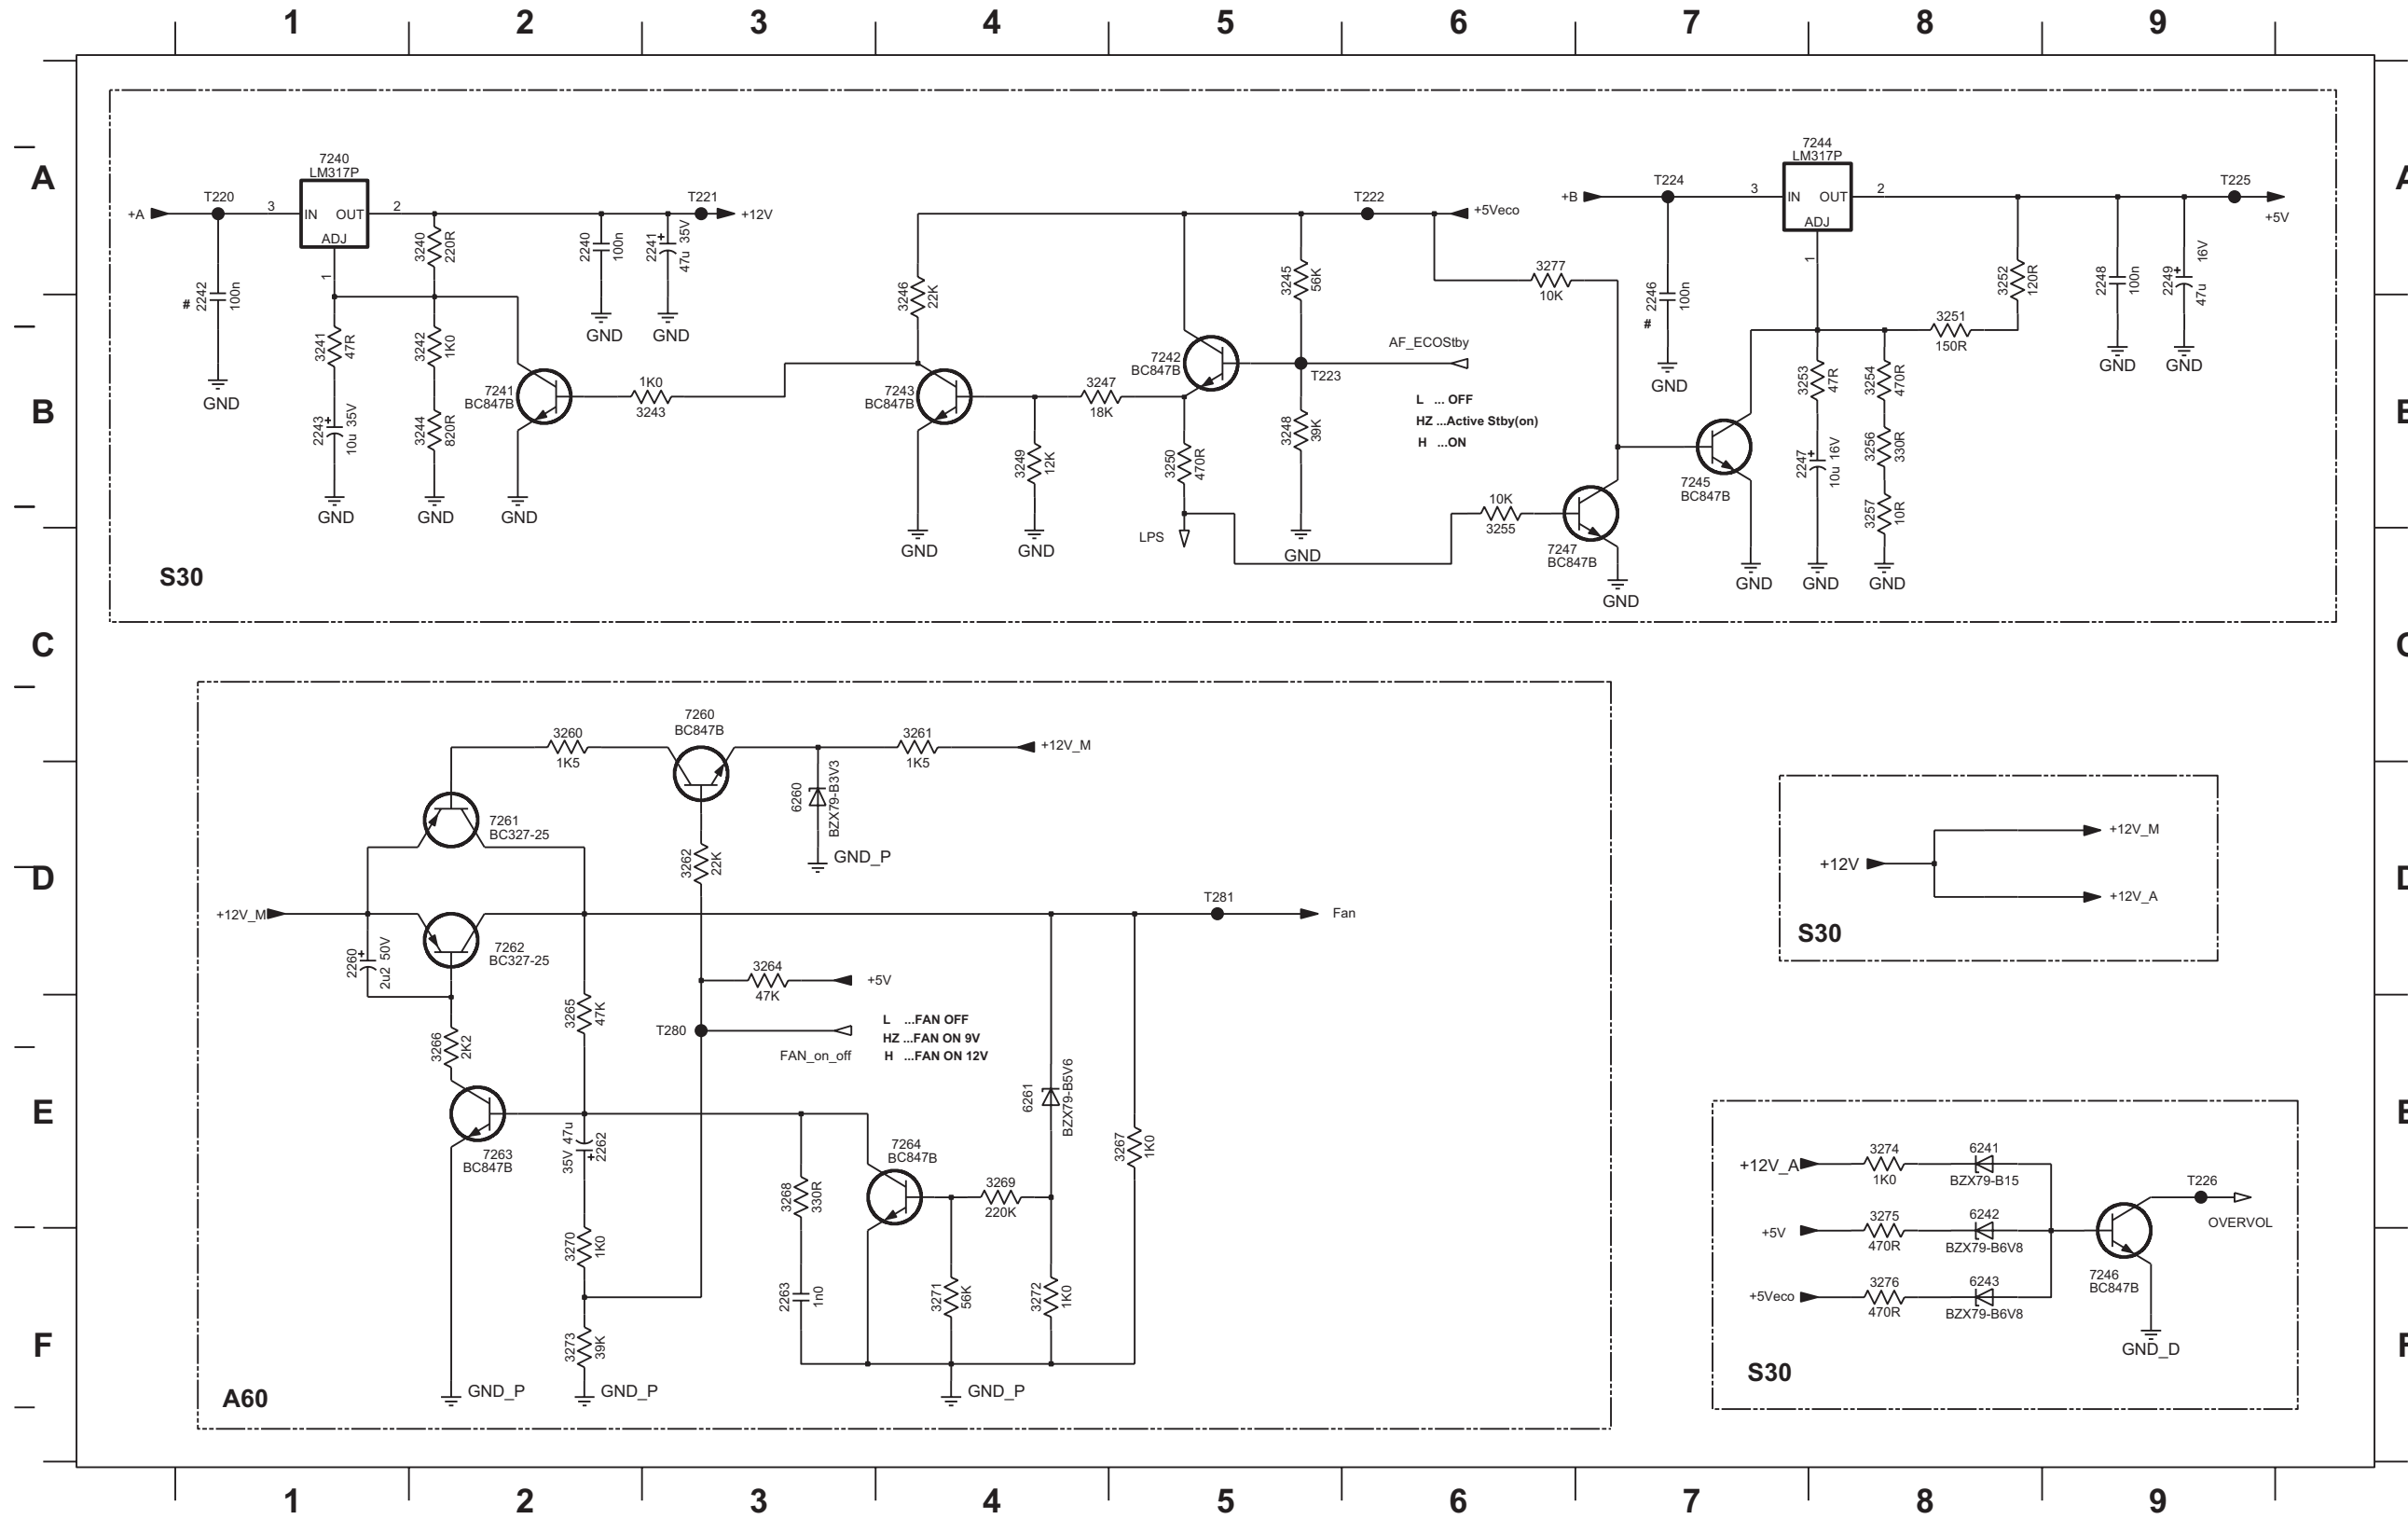 1 2 3 4 5 6 7 8 9
A
B
C
D
E
F
7240
LM317P
T220
+A
3
IN OUT
ADJ
2
1
T221
+12V
# 2242 100n
GND
3240 220R
3241 47R
3242 1K0
3244 820R
2243 + 10u 35V
GND
GND
GND
7241
BC847B
1K0
3243
2240 100n
GND
2241 + 47u 35V
GND
3246 22K
7243
BC847B
GND
3247
18K
3249 12K
GND
7242
BC847B
3250 470R
LPS
3245 56K
3248 39K
GND
T222
+5Veco
T223
AF_ECOStby
L ... OFF
HZ ...Active Stby(on)
H ...ON
3277
10K
10K
3255
7247
BC847B
GND
+B
T224
3
7244
LM317P
IN OUT
ADJ
2
1
# 2246 100n
GND
7245
BC847B
GND
3253 47R
2247 + 10u 16V
GND
3254 470R
3256 330R
3257 10R
GND
3251
150R
3252 120R
2248 100n
GND
2249 + 47u 16V
GND
T225
+5V
S30
3260
1K5
7260
BC847B
3261
1K5
+12V_M
6260 BZX79-B3V3
GND_P
7261
BC327-25
3262 22K
+12V_M
7262
BC327-25
2260 + 2u2 50V
3266 2K2
7263
BC847B
GND_P
3265 47K
35V 47u + 2262
3270 1K0
3273 39K
GND_P
T281
Fan
3264
47K
+5V
T280
FAN_on_off
L ...FAN OFF
HZ ...FAN ON 9V
H ...FAN ON 12V
3268 330R
2263 1n0
7264
BC847B
3269
220K
3271 56K
GND_P
6261 BZX79-B5V6
3272 1K0
3267 1K0
A60
+12V
+12V_M
+12V_A
S30
+12V_A
3274
1K0
6241
BZX79-B15
+5V
3275
470R
6242
BZX79-B6V8
+5Veco
3276
470R
6243
BZX79-B6V8
T226
OVERVOL
7246
BC847B
GND_D
S30
A
B
C
D
E
F
1 2 3 4 5 6 7 8 9